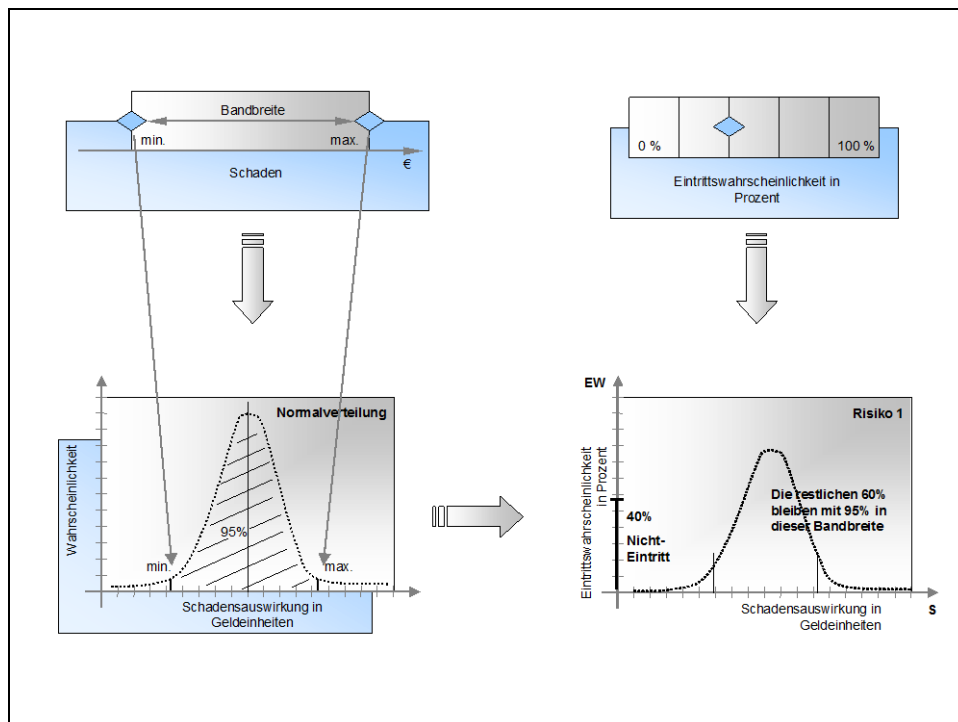 Bandbreite
min.
max.
€
Schaden
0 %
100 %
Eintrittswahrscheinlichkeit in
Prozent
Normalverteilung
Wahrscheinlichkeit
95%
min.
max.
Schadensauswirkung in
Geldeinheiten
EW
Risiko 1
Eintrittswahrscheinlichkeit
in Prozent
Die restlichen 60%
bleiben mit 95% in
dieser Bandbreite
40%
Nicht-
Eintritt
Schadensauswirkung in
Geldeinheiten
S